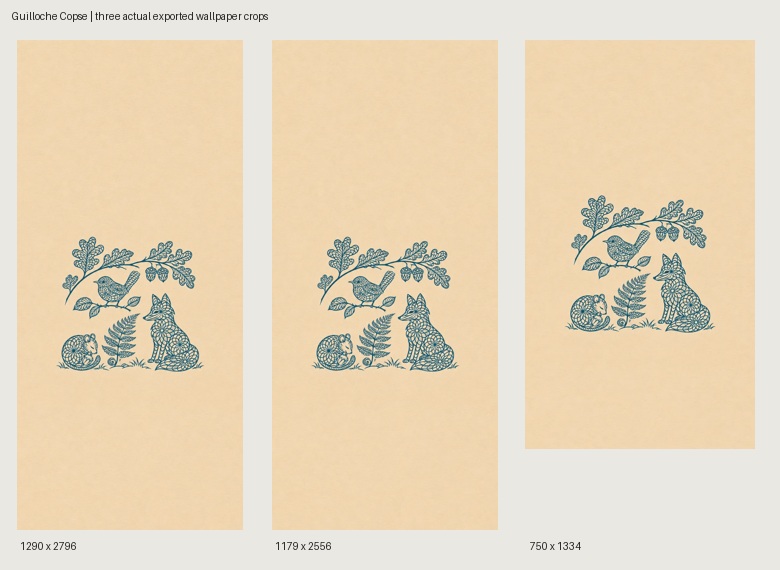 Guilloche Copse | three actual exported wallpaper crops
1290 x 2796
1179 x 2556
750 x 1334